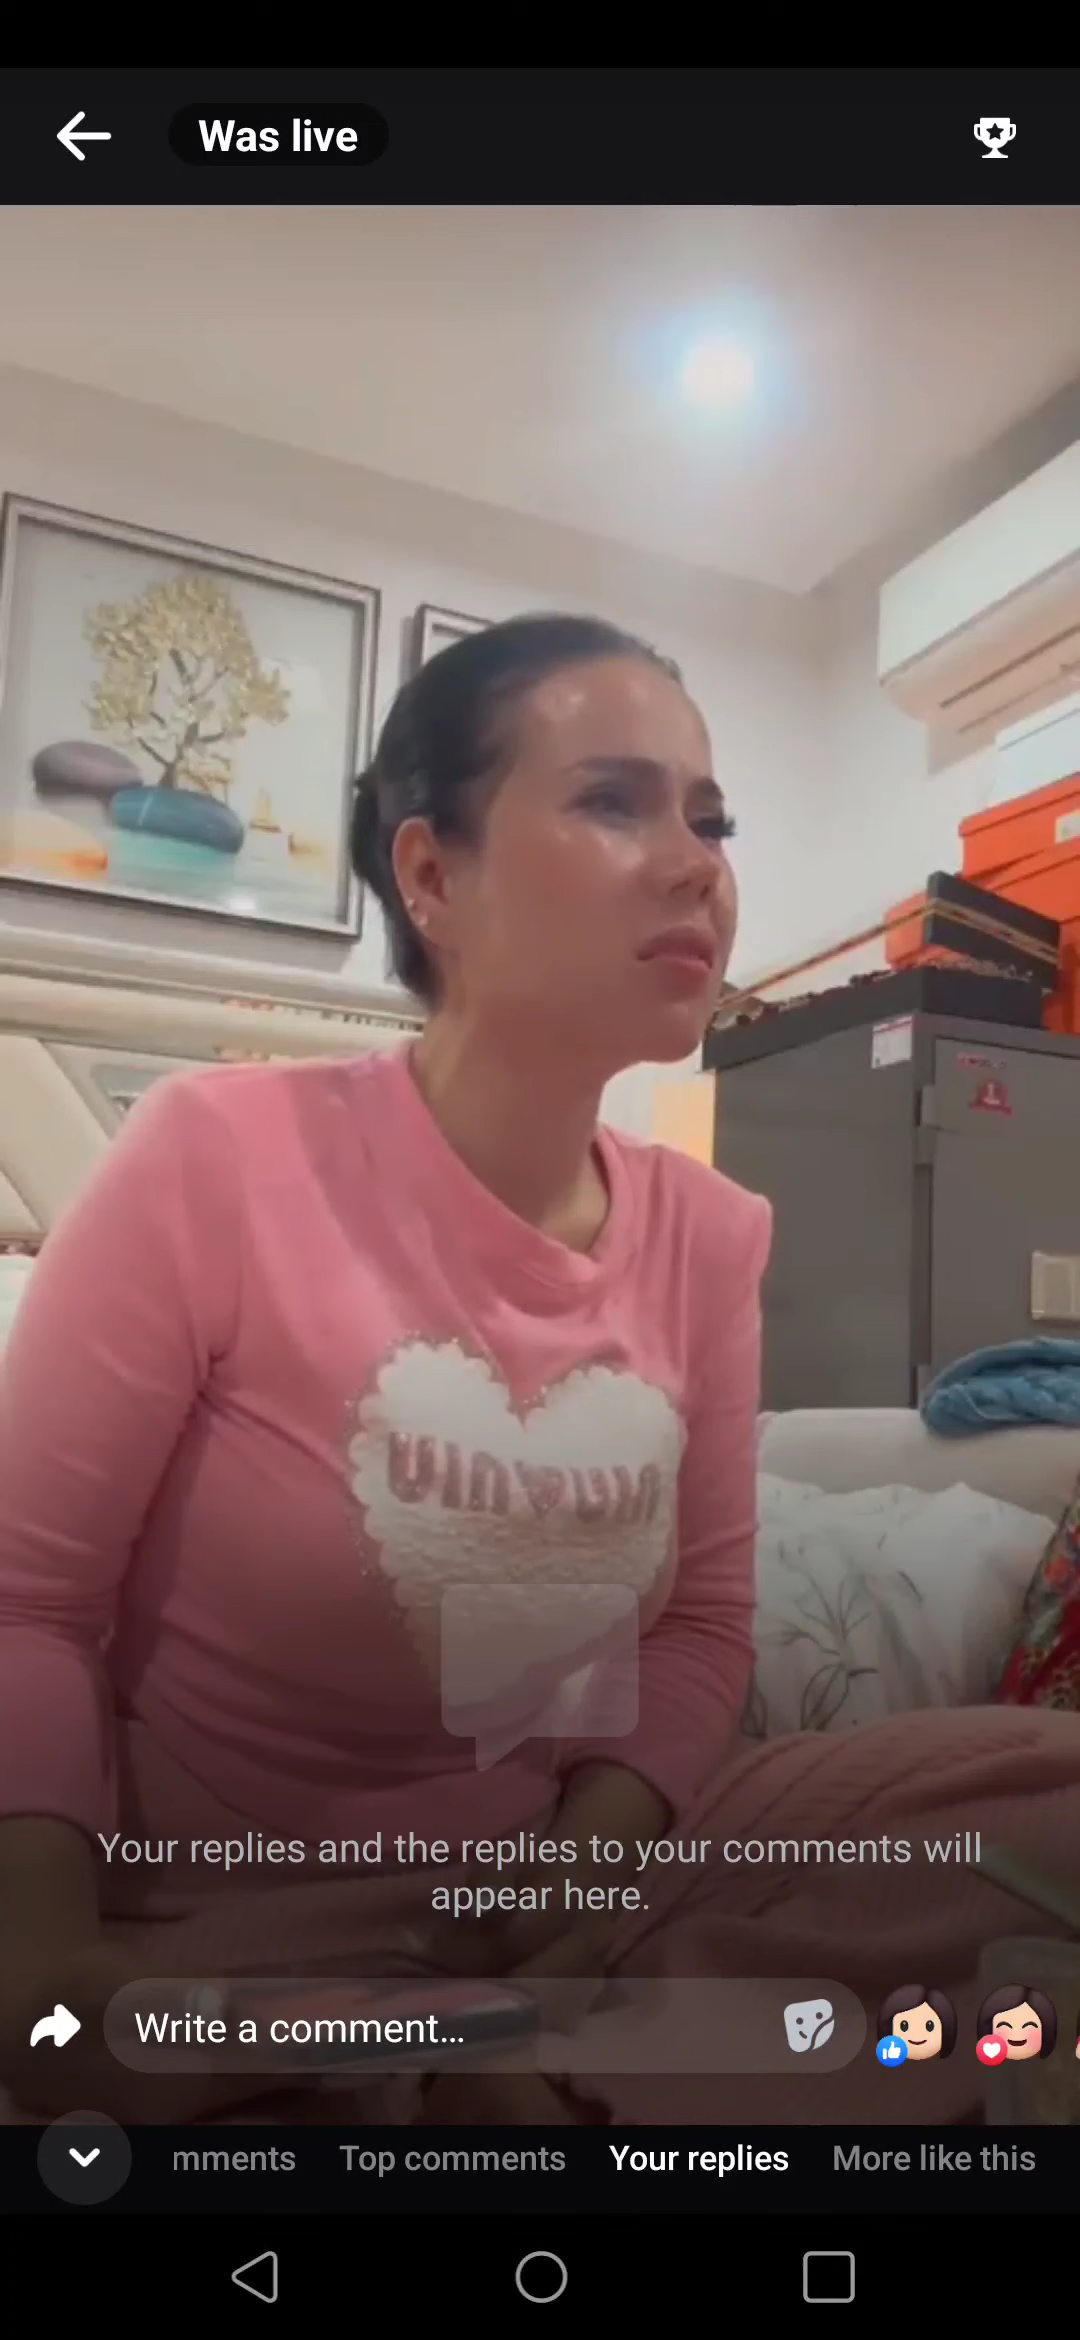 Was live
Your replies and the replies to your comments will
appear here.
Write a comment...
mments
Top comments
Your replies
More like this